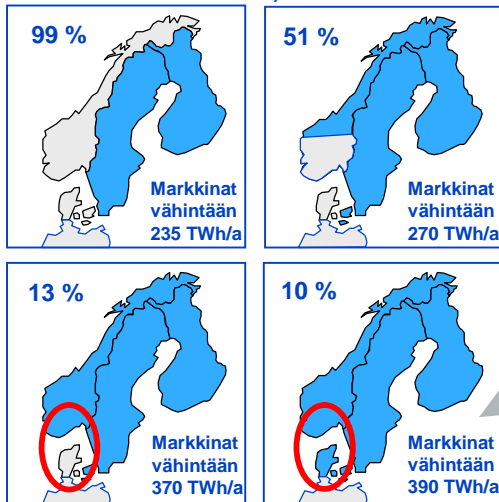 99 %
Markkinat
vähintään
235 TWh/a
51 %
Markkinat
vähintään
270 TWh/a
13 %
Markkinat
vähintään
370 TWh/a
10 %
Markkinat
vähintään
390 TWh/a